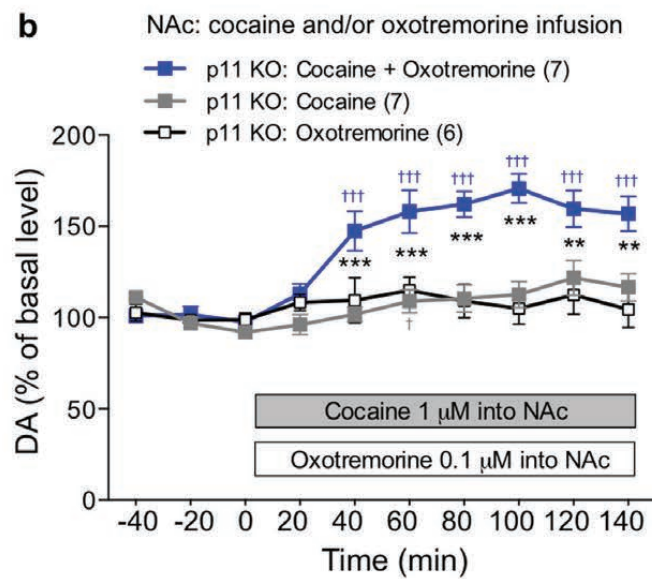 b NAc: cocaine and/or oxotremorine infusion
p11 KO: Cocaine + Oxotremorine (7)
p11 KO: Cocaine (7)
p11 KO: Oxotremorine (6)
200
150
100
50
0
DA (% of basal level)
††† ††† ††† ††† ††† †††
*** *** *** *** ** **
†
Cocaine 1 μM into NAc
Oxotremorine 0.1 μM into NAc
-40 -20 0 20 40 60 80 100 120 140
Time (min)